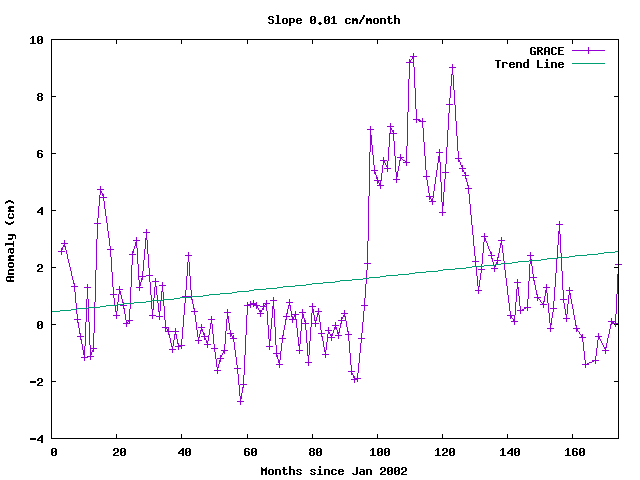 Slope 0.01 cm/month
10
8
6
4
2
0
-2
-4
Anomaly (cm)
GRACE
Trend Line
0 20 40 60 80 100 120 140 160
Months since Jan 2002